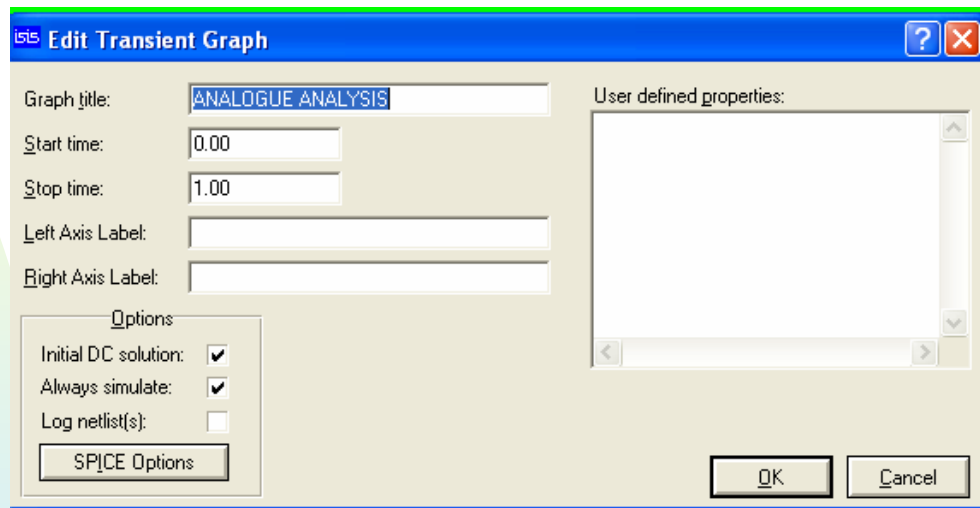 isis Edit Transient Graph
Graph title: ANALOGUE ANALYSIS
Start time: 0.00
Stop time: 1.00
Left Axis Label:
Right Axis Label:
User defined properties:
Options
Initial DC solution:
Always simulate:
Log netlist(s):
SPICE Options
OK
Cancel